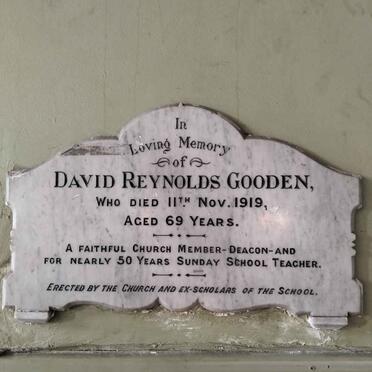 In
Loving Memory
of
DAVID REYNOLDS GOODEN,
WHO DIED 11TH NOV. 1919,
AGED 69 YEARS.
A FAITHFUL CHURCH MEMBER-DEACON-AND
FOR NEARLY 50 YEARS SUNDAY SCHOOL TEACHER.
ERECTED BY THE CHURCH AND EX-SCHOLARS OF THE SCHOOL.